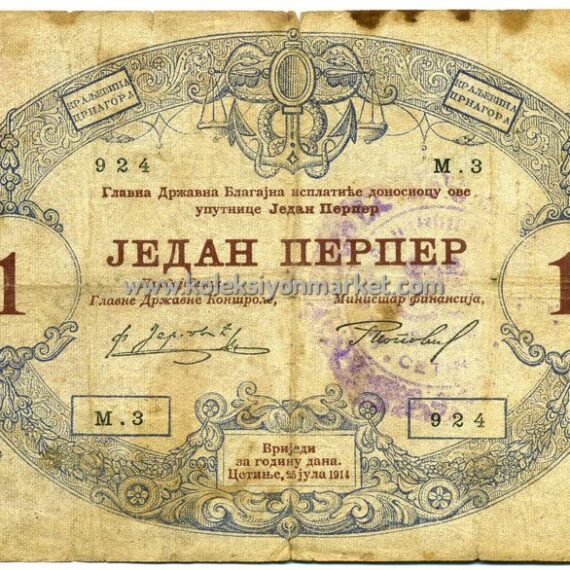 КРАЉЕВИНА
ЦРНАГОРА
КРАЉЕВИНА
ЦРНАГОРА
924
М.3
Главна Државна Благајна исплатиће доносиоцу ове
упутнице Један Перпер
ЈЕДАН ПЕРПЕР
1
1
www.koleksiyonmarket.com
Главне Државне Контроле,
Министар Финансија,
М.3
924
Вриједи
за годину дана.
Цетиње, 25 јула 1914